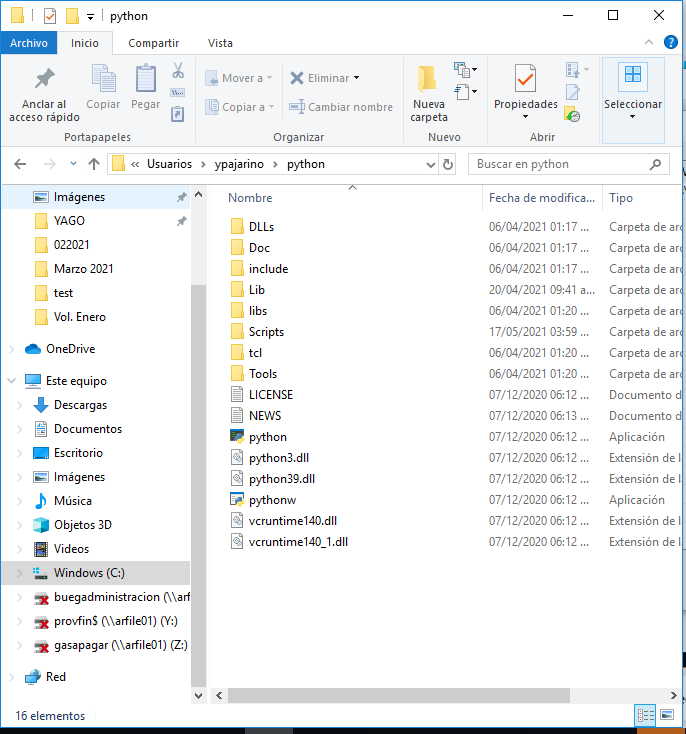 python
Archivo Inicio Compartir Vista
Anclar al acceso rápido
Copiar
Pegar
Portapapeles
Mover a
Copiar a
Eliminar
Cambiar nombre
Organizar
Nueva carpeta
Nuevo
Propiedades
Abrir
Seleccionar
« Usuarios > ypajarino > python
Buscar en python
Imágenes
YAGO
022021
Marzo 2021
test
Vol. Enero
OneDrive
Este equipo
Descargas
Documentos
Escritorio
Imágenes
Música
Objetos 3D
Videos
Windows (C:)
buegadministracion (\\arf
provfin$ (\\arfile01) (Y:)
gasapagar (\\arfile01) (Z:)
Red
Nombre Fecha de modifica... Tipo
DLLs 06/04/2021 01:17 ... Carpeta de arc
Doc 06/04/2021 01:17 ... Carpeta de arc
include 06/04/2021 01:17 ... Carpeta de arc
Lib 20/04/2021 09:41 a... Carpeta de arc
libs 06/04/2021 01:20 ... Carpeta de arc
Scripts 17/05/2021 03:59 ... Carpeta de arc
tcl 06/04/2021 01:20 ... Carpeta de arc
Tools 06/04/2021 01:20 ... Carpeta de arc
LICENSE 07/12/2020 06:12 ... Documento d
NEWS 07/12/2020 06:13 ... Documento d
python 07/12/2020 06:12 ... Aplicación
python3.dll 07/12/2020 06:12 ... Extensión de l
python39.dll 07/12/2020 06:12 ... Extensión de l
pythonw 07/12/2020 06:12 ... Aplicación
vcruntime140.dll 07/12/2020 06:12 ... Extensión de l
vcruntime140_1.dll 07/12/2020 06:12 ... Extensión de l
16 elementos